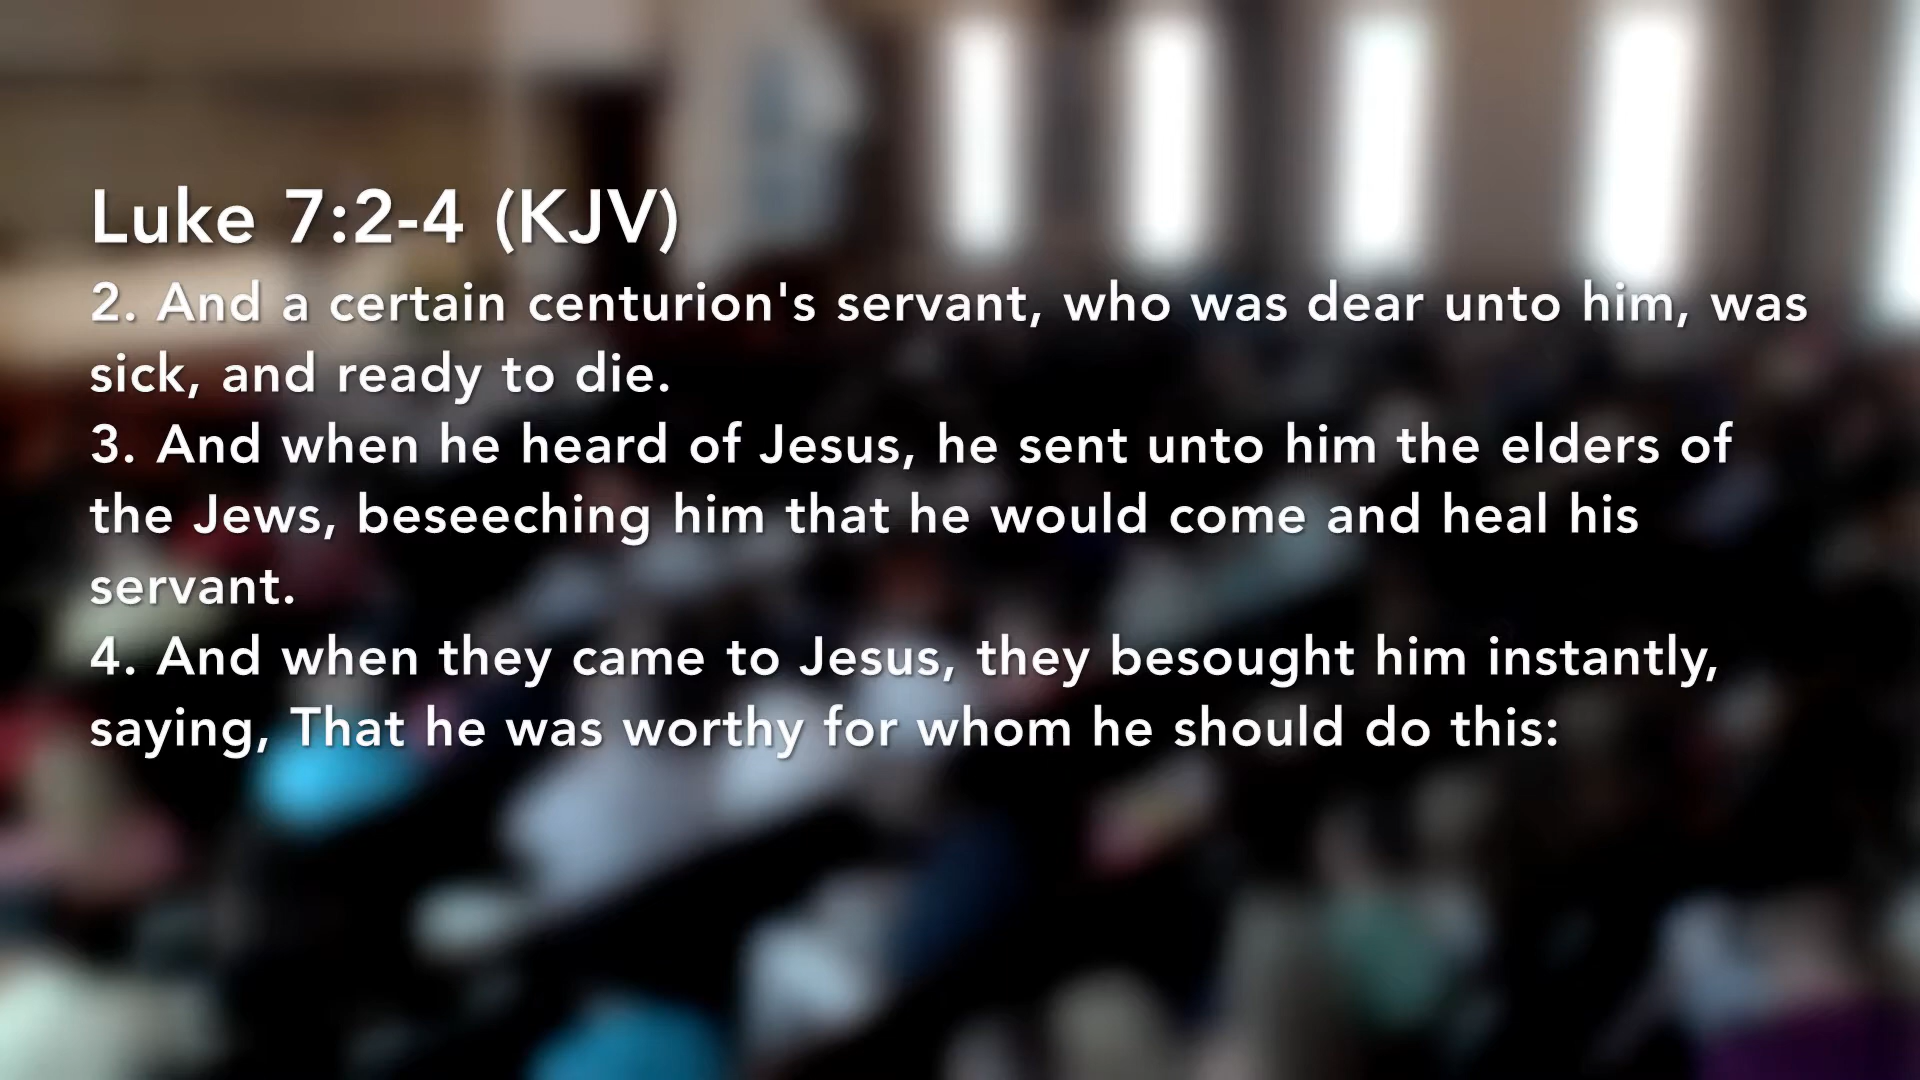 Luke 7:2-4 (KJV)
2. And a certain centurion's servant, who was dear unto him, was
sick, and ready to die.
3. And when he heard of Jesus, he sent unto him the elders of
the Jews, beseeching him that he would come and heal his
servant.
4. And when they came to Jesus, they besought him instantly,
saying, That he was worthy for whom he should do this: